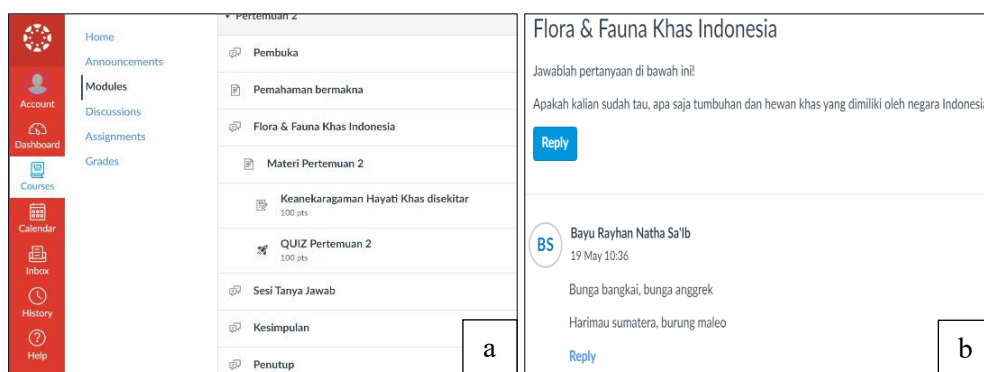 Account
Dashboard
Courses
Calendar
Inbox
History
Help
Home
Announcements
Modules
Discussions
Assignments
Grades
Pertemuan 2
Pembuka
Pemahaman bermakna
Flora & Fauna Khas Indonesia
Materi Pertemuan 2
Keanekaragaman Hayati Khas disekitar
100 pts
QUIZ Pertemuan 2
100 pts
Sesi Tanya Jawab
Kesimpulan
Penutup
a
Flora & Fauna Khas Indonesia
Jawablah pertanyaan di bawah ini!
Apakah kalian sudah tau, apa saja tumbuhan dan hewan khas yang dimiliki oleh negara Indonesia
Reply
BS
Bayu Rayhan Natha Sa'Ib
19 May 10:36
Bunga bangkai, bunga anggrek
Harimau sumatera, burung maleo
Reply
b